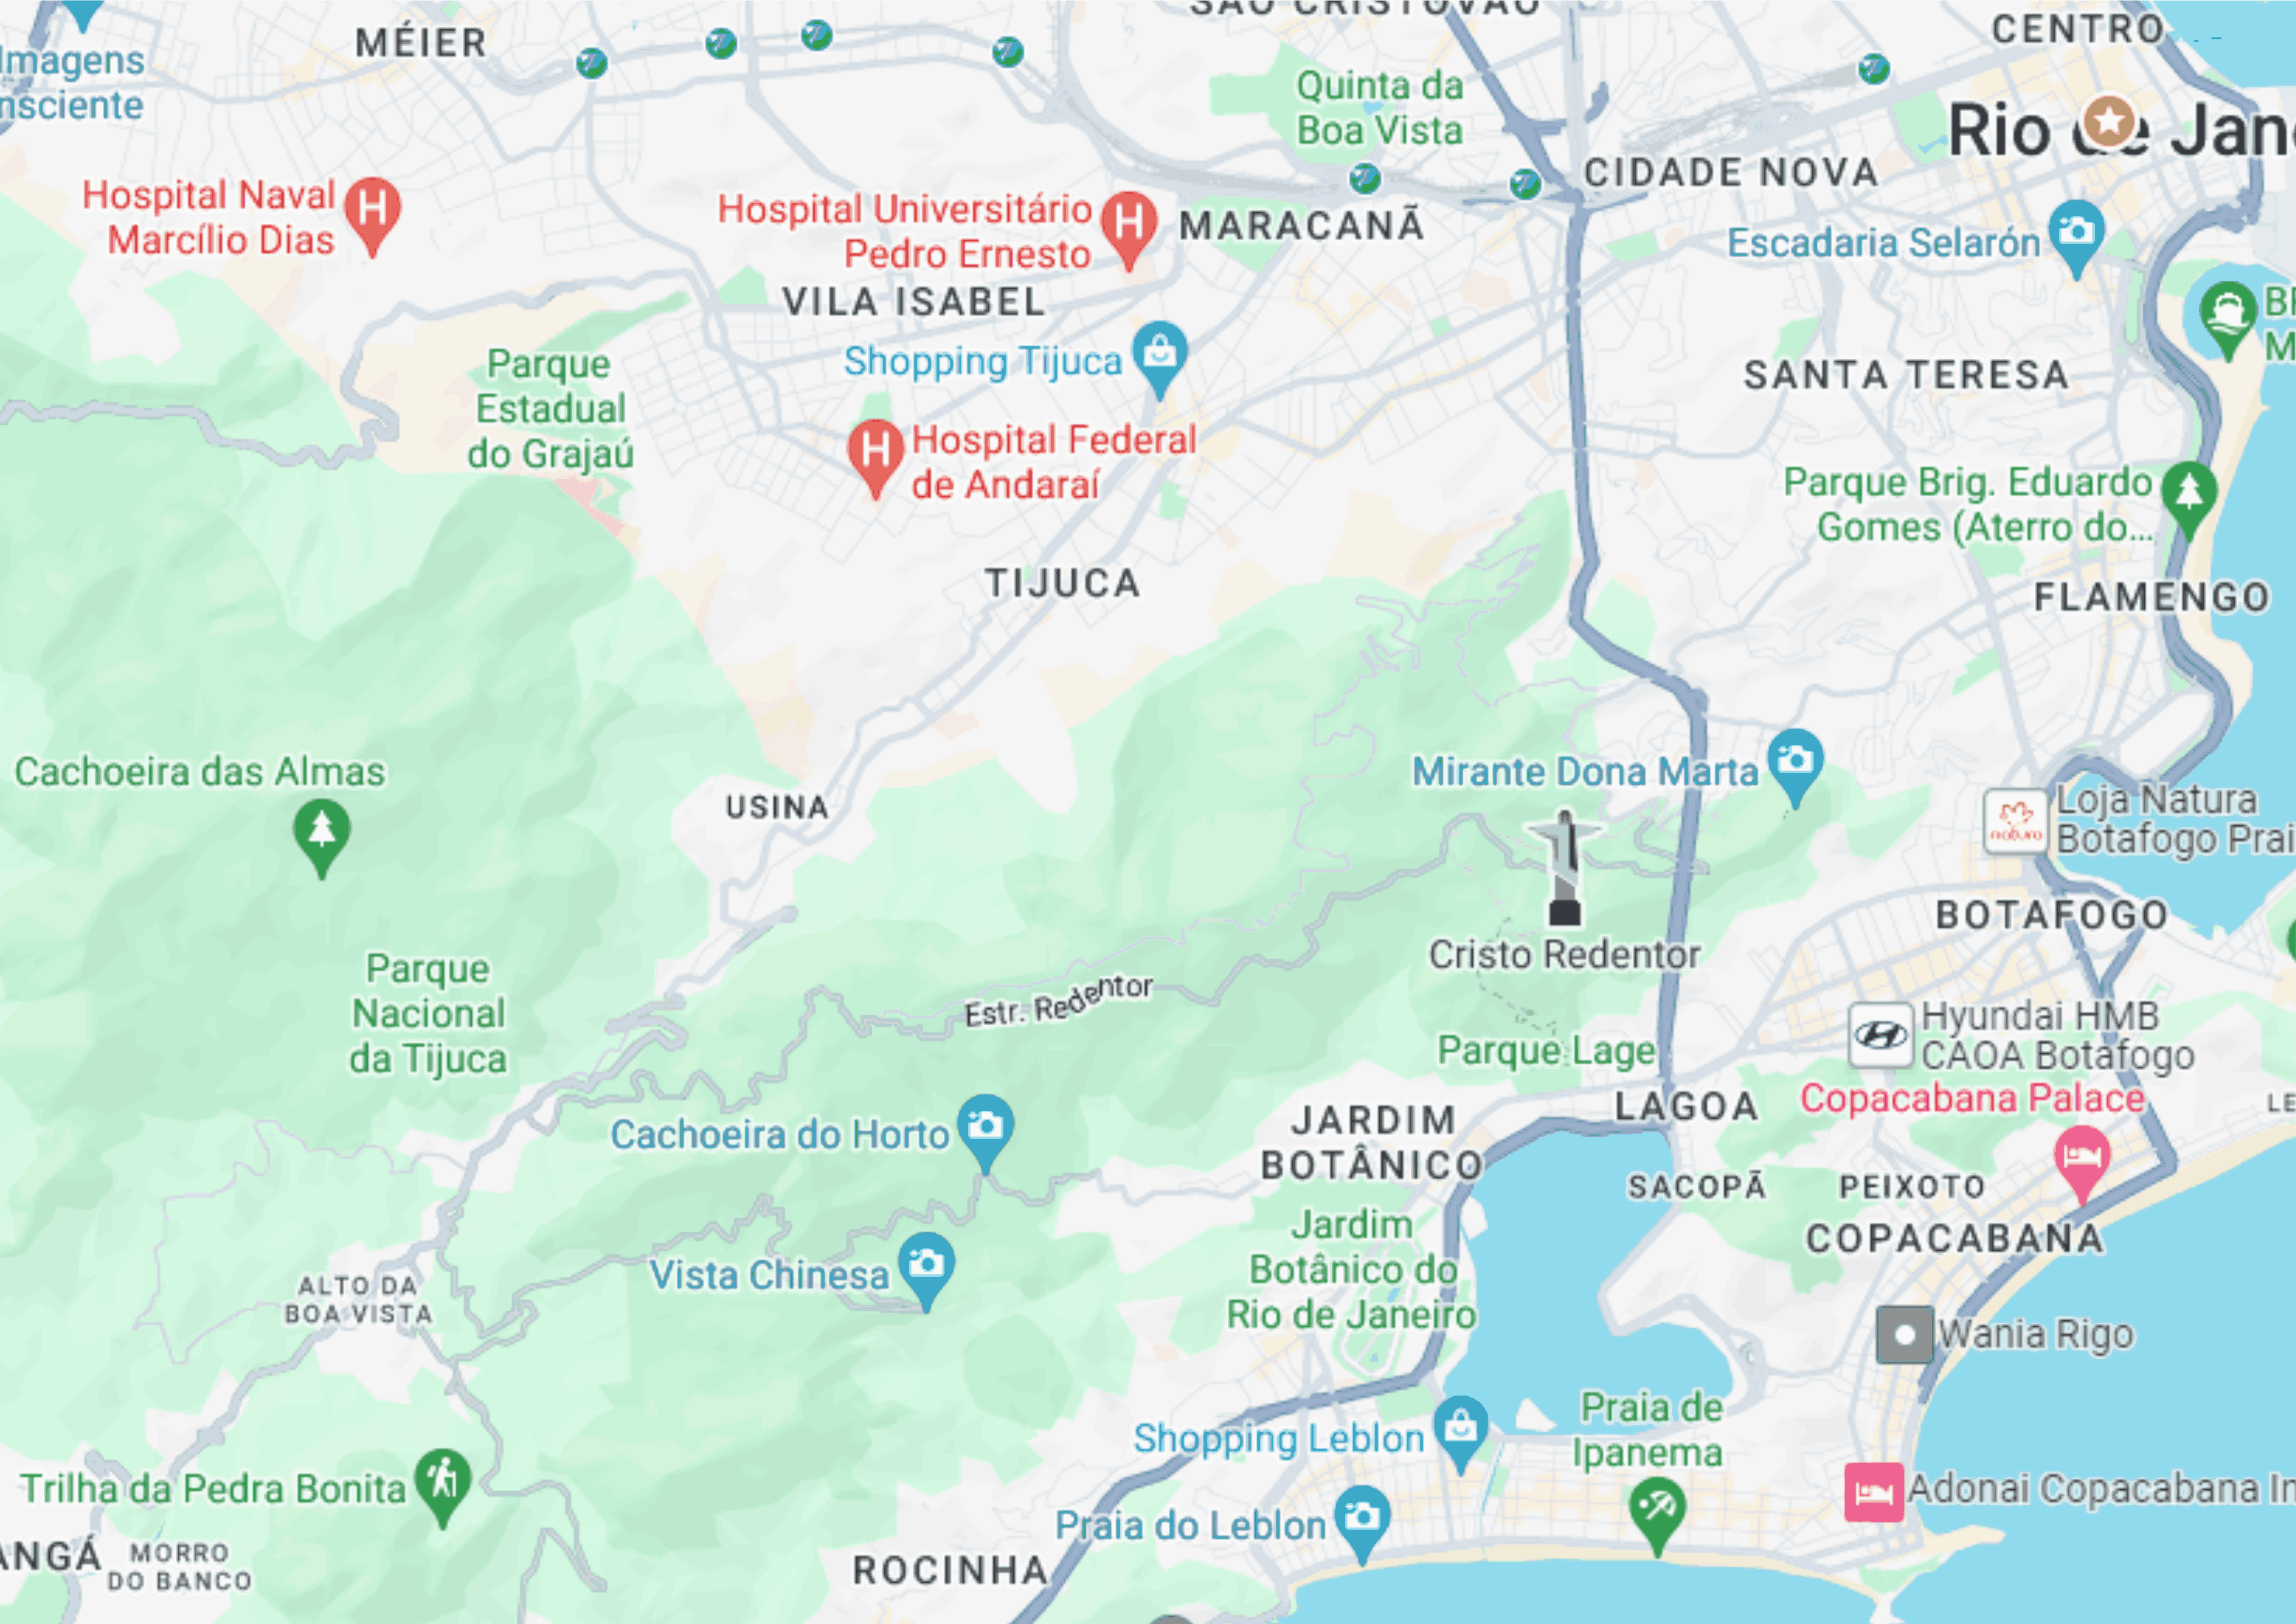 SÃO CRISTÓVÃO
CENTRO
MÉIER
Imagens
nsciente
Quinta da
Boa Vista
Rio de Jan
CIDADE NOVA
Hospital Naval
Marcílio Dias
Hospital Universitário
Pedro Ernesto
MARACANÃ
Escadaria Selarón
VILA ISABEL
Shopping Tijuca
Parque
Estadual
do Grajaú
SANTA TERESA
Hospital Federal
de Andaraí
Parque Brig. Eduardo
Gomes (Aterro do...
TIJUCA
FLAMENGO
Cachoeira das Almas
Mirante Dona Marta
USINA
Loja Natura
Botafogo Prai
natura
BOTAFOGO
Cristo Redentor
Parque
Nacional
da Tijuca
Estr. Redentor
Hyundai HMB
CAOA Botafogo
Parque Lage
Copacabana Palace
LAGOA
LE
JARDIM
BOTÂNICO
Cachoeira do Horto
SACOPÃ
PEIXOTO
COPACABANA
Jardim
Botânico do
Rio de Janeiro
Vista Chinesa
ALTO DA
BOA VISTA
Wania Rigo
Praia de
Ipanema
Shopping Leblon
Trilha da Pedra Bonita
Adonai Copacabana In
Praia do Leblon
ANGÁ
MORRO
DO BANCO
ROCINHA